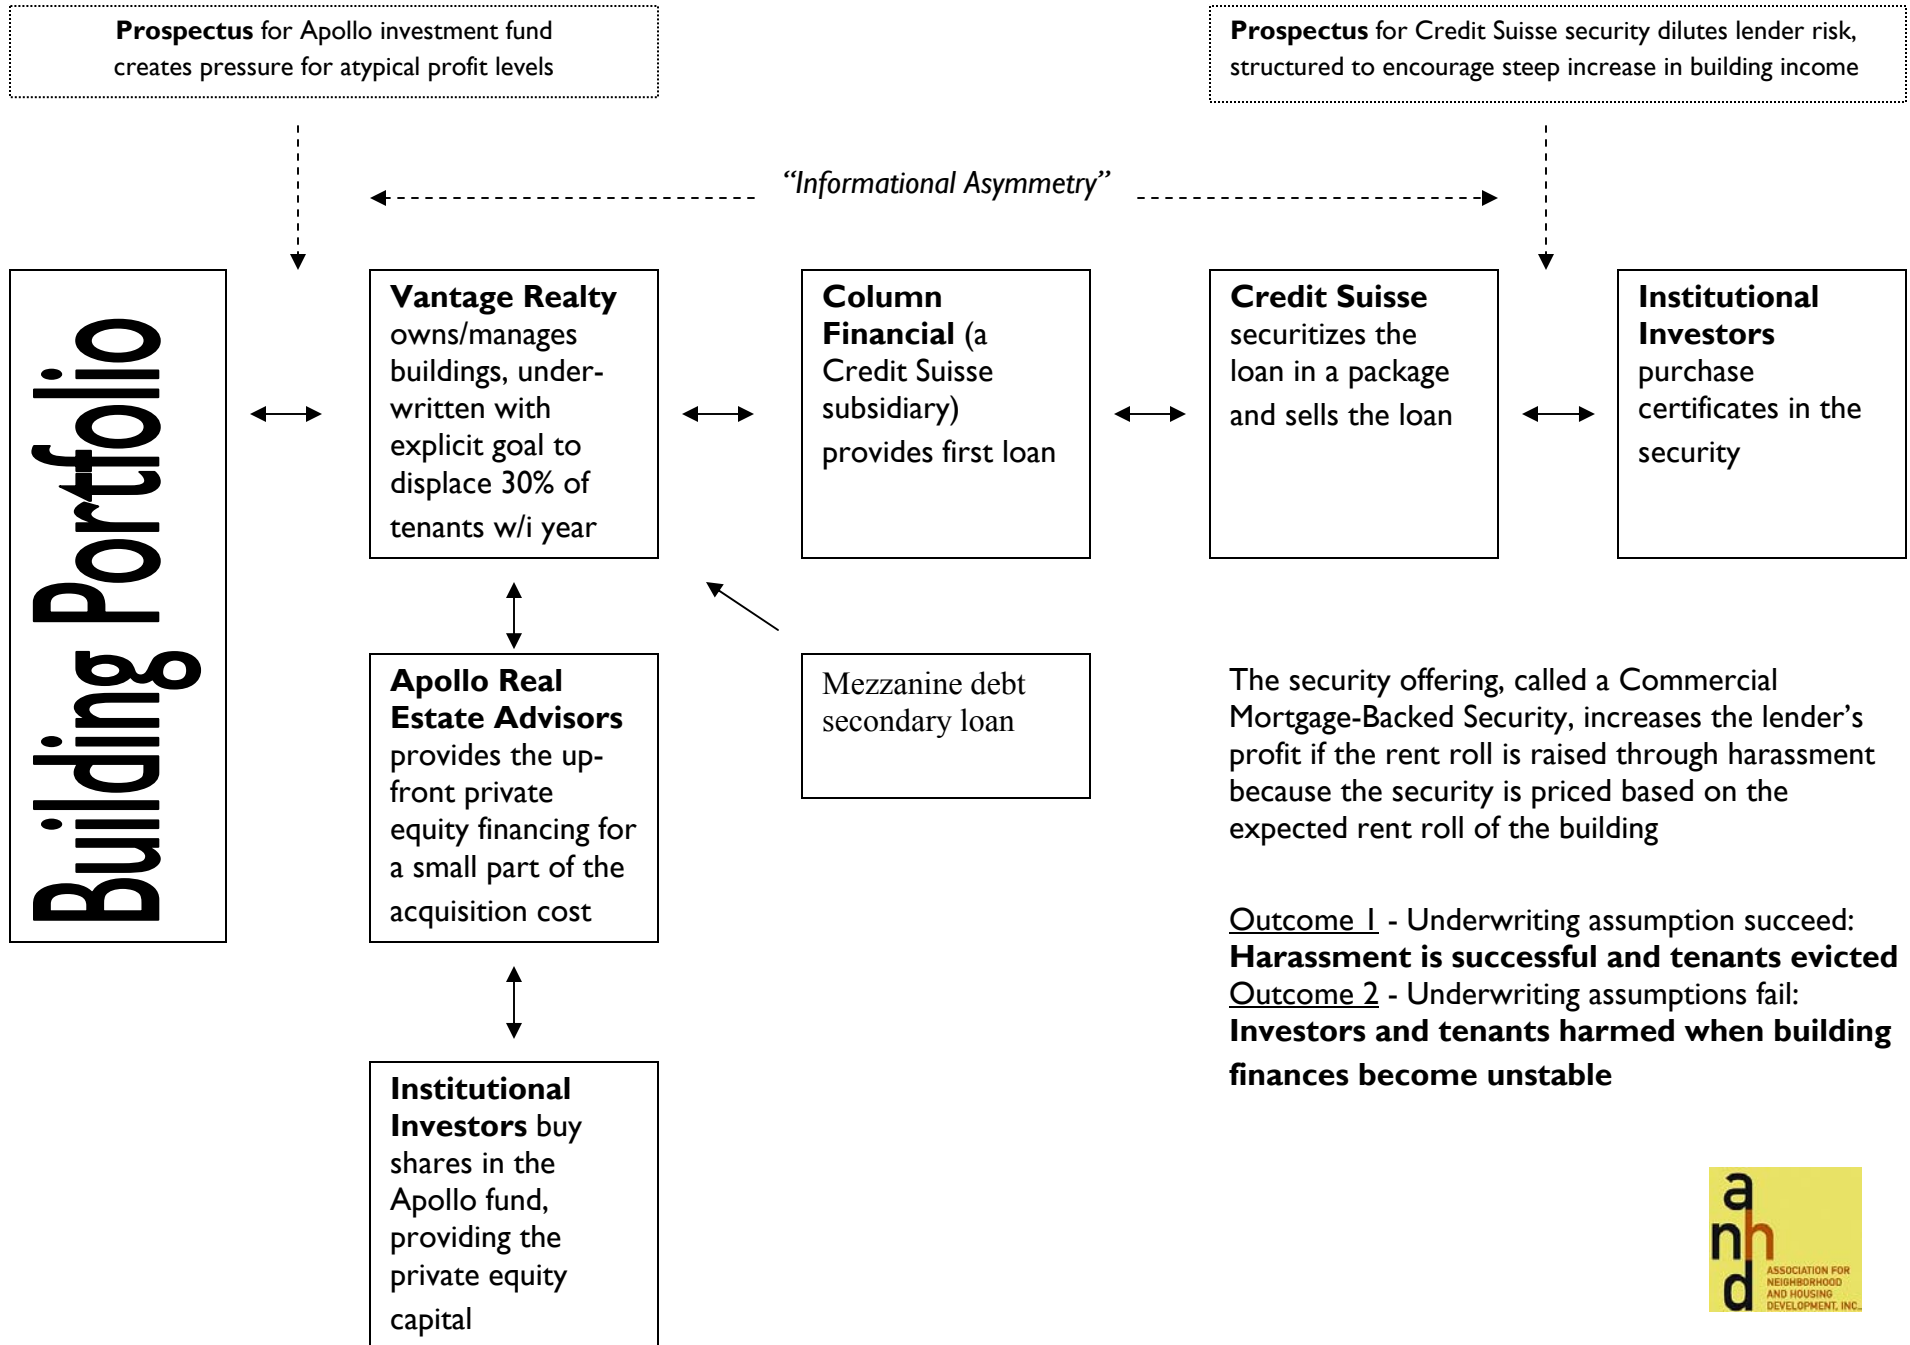 Prospectus for Apollo investment fund
creates pressure for atypical profit levels
Prospectus for Credit Suisse security dilutes lender risk,
structured to encourage steep increase in building income
“Informational Asymmetry”
Building Portfolio
Vantage Realty
owns/manages
buildings, under-
written with
explicit goal to
displace 30% of
tenants w/i year
Column
Financial (a
Credit Suisse
subsidiary)
provides first loan
Credit Suisse
securitizes the
loan in a package
and sells the loan
Institutional
Investors
purchase
certificates in the
security
Apollo Real
Estate Advisors
provides the up-
front private
equity financing for
a small part of the
acquisition cost
Mezzanine debt
secondary loan
The security offering, called a Commercial
Mortgage-Backed Security, increases the lender’s
profit if the rent roll is raised through harassment
because the security is priced based on the
expected rent roll of the building
Outcome 1 - Underwriting assumption succeed:
Harassment is successful and tenants evicted
Outcome 2 - Underwriting assumptions fail:
Investors and tenants harmed when building
finances become unstable
Institutional
Investors buy
shares in the
Apollo fund,
providing the
private equity
capital
a
nh
d
ASSOCIATION FOR
NEIGHBORHOOD
AND HOUSING
DEVELOPMENT, INC.